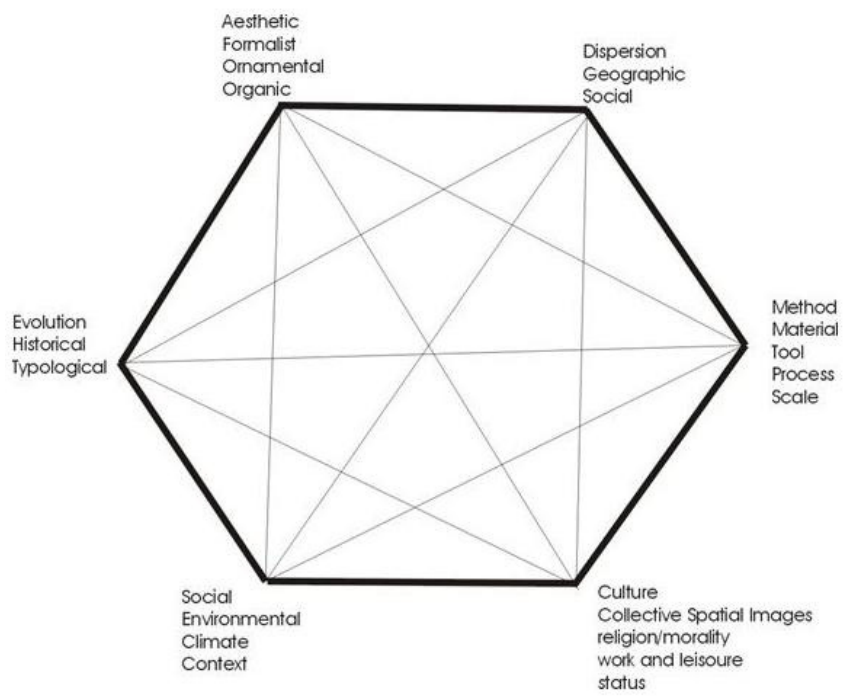 Aesthetic
Formalist
Ornamental
Organic
Dispersion
Geographic
Social
Evolution
Historical
Typological
Method
Material
Tool
Process
Scale
Social
Environmental
Climate
Context
Culture
Collective Spatial Images
religion/morality
work and leisoure
status